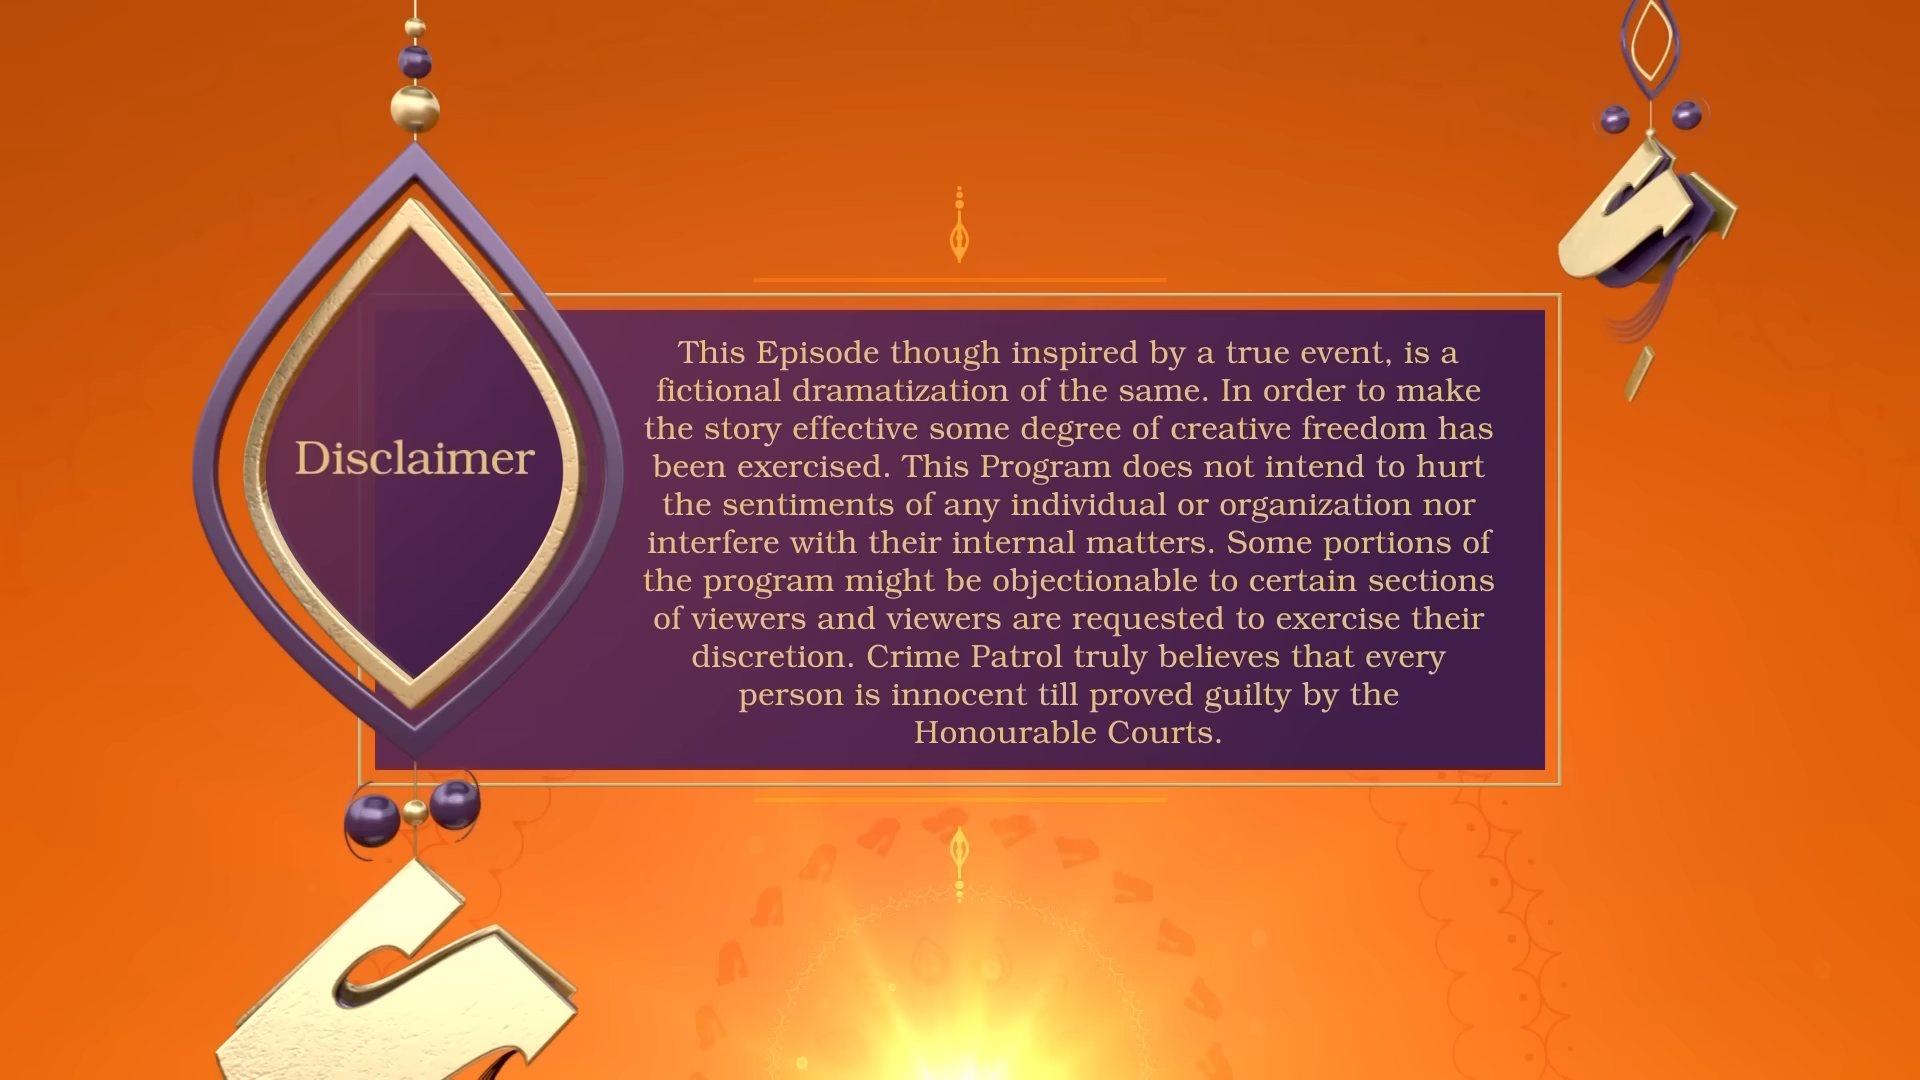 Disclaimer
This Episode though inspired by a true event, is a
fictional dramatization of the same. In order to make
the story effective some degree of creative freedom has
been exercised. This Program does not intend to hurt
the sentiments of any individual or organization nor
interfere with their internal matters. Some portions of
the program might be objectionable to certain sections
of viewers and viewers are requested to exercise their
discretion. Crime Patrol truly believes that every
person is innocent till proved guilty by the
Honourable Courts.